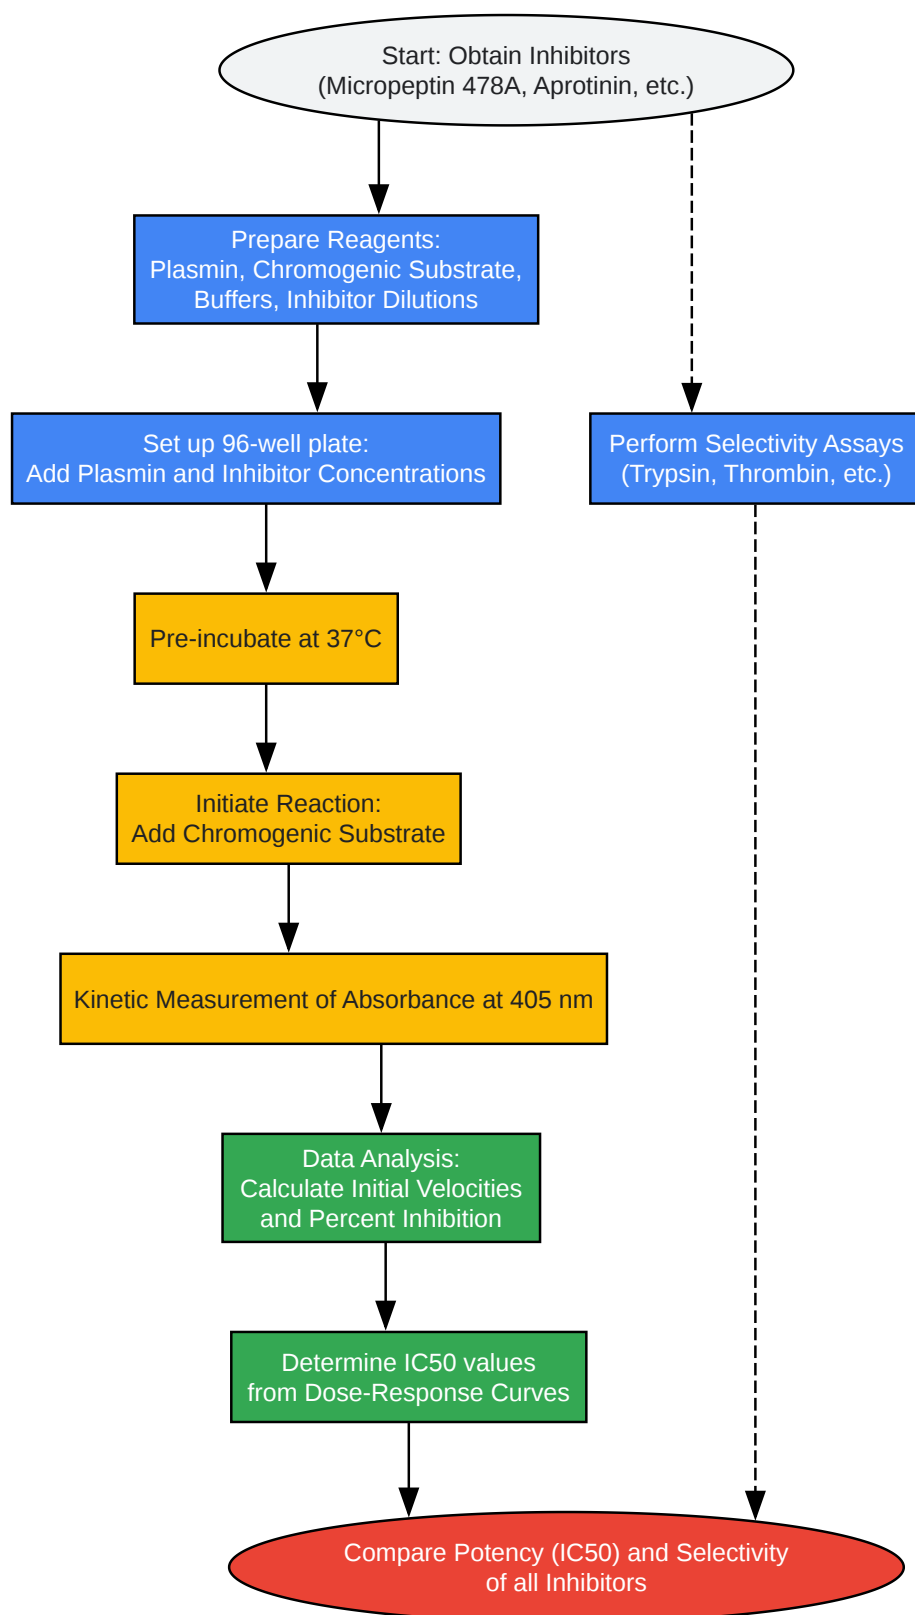 Start: Obtain Inhibitors
(Micropeptin 478A, Aprotinin, etc.)
Prepare Reagents:
Plasmin, Chromogenic Substrate,
Buffers, Inhibitor Dilutions
Set up 96-well plate:
Add Plasmin and Inhibitor Concentrations
Perform Selectivity Assays
(Trypsin, Thrombin, etc.)
Pre-incubate at 37°C
Initiate Reaction:
Add Chromogenic Substrate
Kinetic Measurement of Absorbance at 405 nm
Data Analysis:
Calculate Initial Velocities
and Percent Inhibition
Determine IC50 values
from Dose-Response Curves
Compare Potency (IC50) and Selectivity
of all Inhibitors